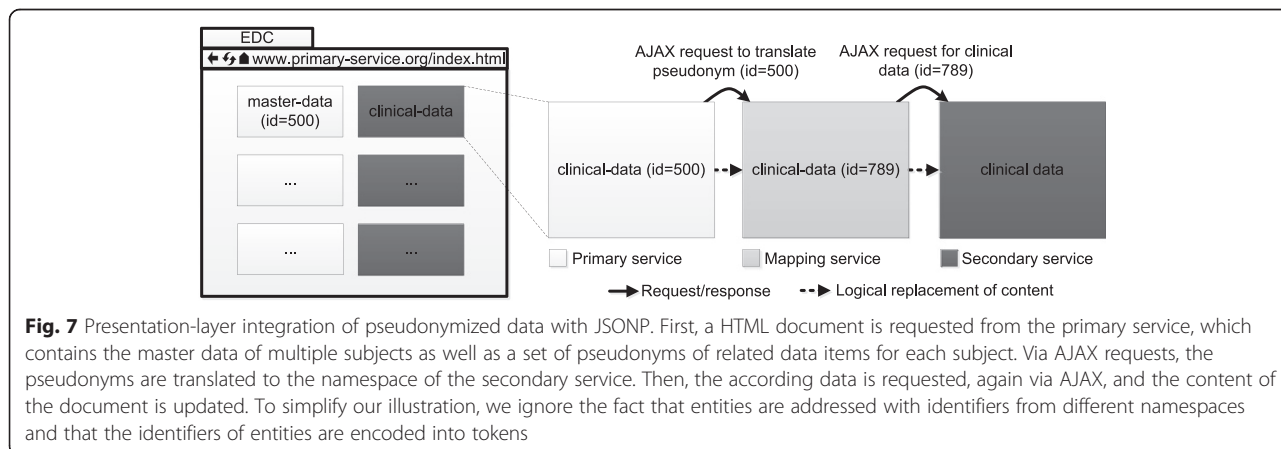 EDC
www.primary-service.org/index.html
master-data
(id=500)
clinical-data
...
...
...
...
AJAX request to translate
pseudonym (id=500)
AJAX request for clinical
data (id=789)
clinical-data (id=500)
clinical-data (id=789)
clinical data
Primary service
Mapping service
Secondary service
Request/response
Logical replacement of content
Fig. 7 Presentation-layer integration of pseudonymized data with JSONP. First, a HTML document is requested from the primary service, which
contains the master data of multiple subjects as well as a set of pseudonyms of related data items for each subject. Via AJAX requests, the
pseudonyms are translated to the namespace of the secondary service. Then, the according data is requested, again via AJAX, and the content of
the document is updated. To simplify our illustration, we ignore the fact that entities are addressed with identifiers from different namespaces
and that the identifiers of entities are encoded into tokens